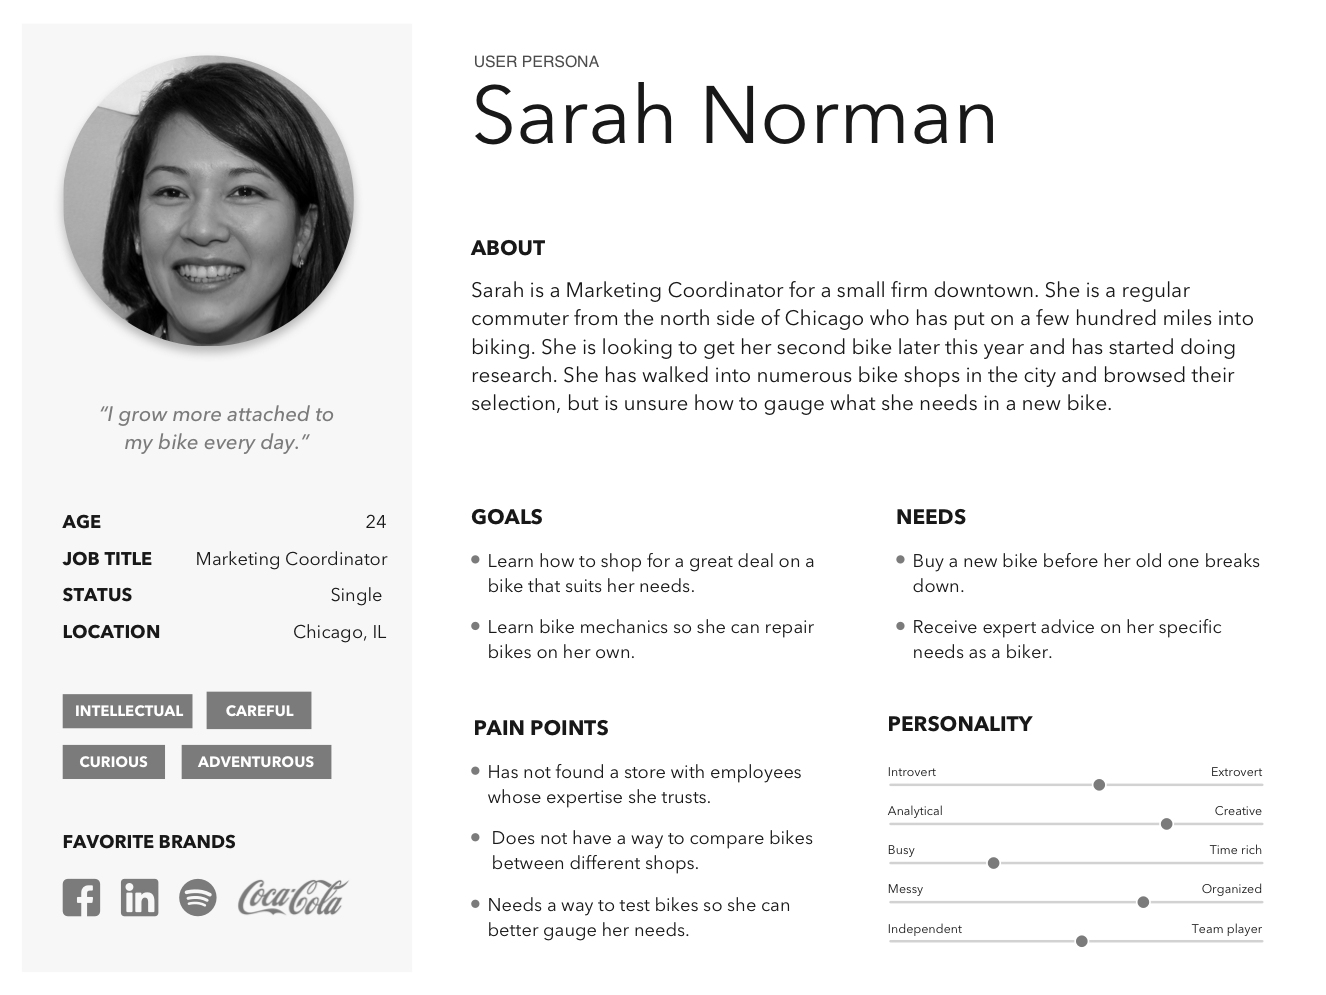 USER PERSONA
Sarah Norman
“I grow more attached to
my bike every day.”
AGE 24
JOB TITLE Marketing Coordinator
STATUS Single
LOCATION Chicago, IL
INTELLECTUAL CAREFUL
CURIOUS ADVENTUROUS
FAVORITE BRANDS
f in Coca-Cola
ABOUT
Sarah is a Marketing Coordinator for a small firm downtown. She is a regular
commuter from the north side of Chicago who has put on a few hundred miles into
biking. She is looking to get her second bike later this year and has started doing
research. She has walked into numerous bike shops in the city and browsed their
selection, but is unsure how to gauge what she needs in a new bike.
GOALS
• Learn how to shop for a great deal on a
bike that suits her needs.
• Learn bike mechanics so she can repair
bikes on her own.
NEEDS
• Buy a new bike before her old one breaks
down.
• Receive expert advice on her specific
needs as a biker.
PAIN POINTS
• Has not found a store with employees
whose expertise she trusts.
• Does not have a way to compare bikes
between different shops.
• Needs a way to test bikes so she can
better gauge her needs.
PERSONALITY
Introvert Extrovert
Analytical Creative
Busy Time rich
Messy Organized
Independent Team player